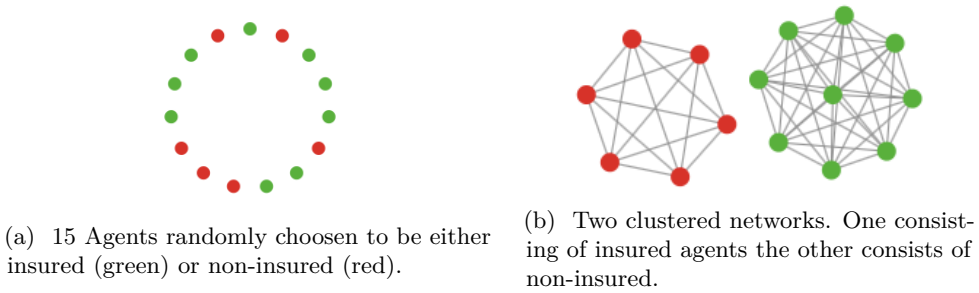 (a) 15 Agents randomly choosen to be either
insured (green) or non-insured (red).
(b) Two clustered networks. One consist-
ing of insured agents the other consists of
non-insured.